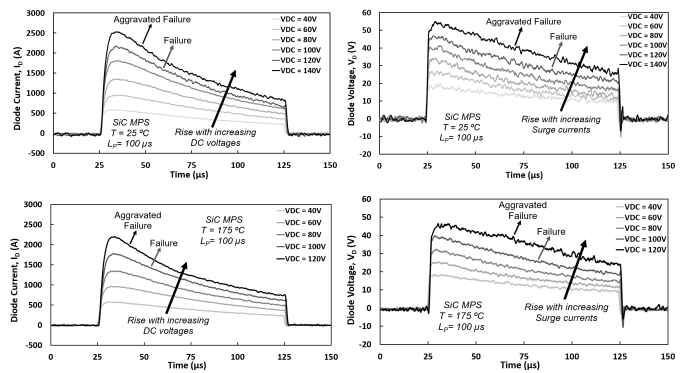 3000
2500
2000
1500
1000
500
0
-500
Diode Current, I_D (A)
Aggravated Failure
Failure
VDC = 40V
VDC = 60V
VDC = 80V
VDC = 100V
VDC = 120V
VDC = 140V
SiC MPS
T = 25 ºC
L_P= 100 µs
Rise with increasing
DC voltages
0 25 50 75 100 125 150
Time (µs)
60
50
40
30
20
10
0
-10
-20
Diode Voltage, V_D (V)
Aggravated Failure
Failure
VDC = 40V
VDC = 60V
VDC = 80V
VDC = 100V
VDC = 120V
VDC = 140V
SiC MPS
T = 25 ºC
L_P= 100 µs
Rise with increasing
Surge currents
0 25 50 75 100 125 150
Time (µs)
3000
2500
2000
1500
1000
500
0
-500
Diode Current, I_D (A)
Aggravated
Failure
Failure
SiC MPS
T = 175 ºC
L_P= 100 µs
VDC = 40V
VDC = 60V
VDC = 80V
VDC = 100V
VDC = 120V
Rise with increasing
DC voltages
0 25 50 75 100 125 150
Time (µs)
60
50
40
30
20
10
0
-10
-20
Diode Voltage, V_D (V)
Aggravated
Failure
Failure
VDC = 40V
VDC = 60V
VDC = 80V
VDC = 100V
VDC = 120V
SiC MPS
T = 175 ºC
L_P= 100 µs
Rise with increasing
Surge currents
0 25 50 75 100 125 150
Time (µs)